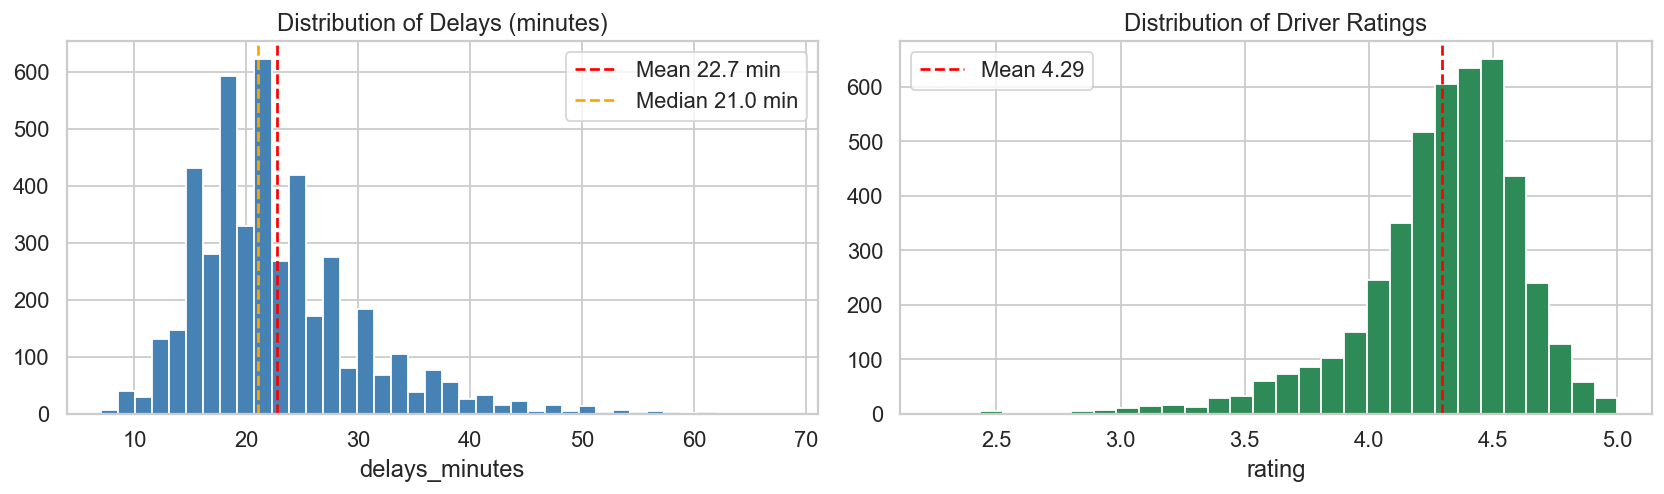 Distribution of Delays (minutes)
Mean 22.7 min
Median 21.0 min
600
500
400
300
200
100
0
10 20 30 40 50 60 70
delays_minutes
Distribution of Driver Ratings
Mean 4.29
600
500
400
300
200
100
0
2.5 3.0 3.5 4.0 4.5 5.0
rating